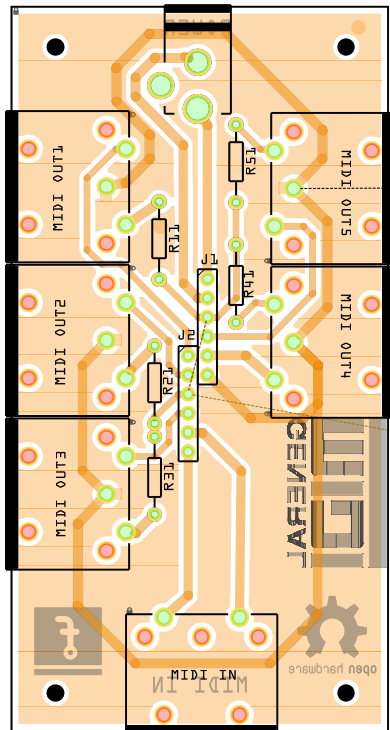 POWER
MIDI OUT1
MIDI OUT5
R51
R11
J1
R41
J2
MIDI OUT2
MIDI OUT4
R21
GENERAL
MIDI OUT3
R31
open hardware
MIDI IN
MIDI IN